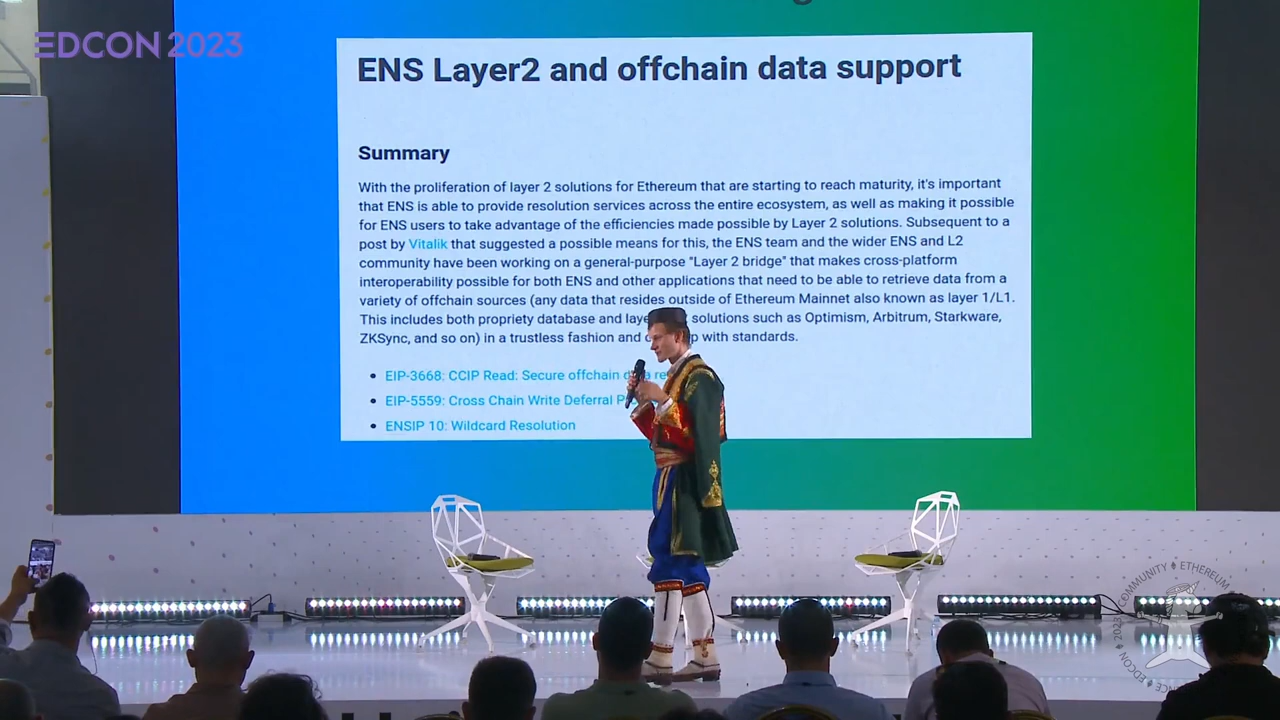 EDCON 2023
ENS Layer2 and offchain data support
Summary
With the proliferation of layer 2 solutions for Ethereum that are starting to reach maturity, it's important
that ENS is able to provide resolution services across the entire ecosystem, as well as making it possible
for ENS users to take advantage of the efficiencies made possible by Layer 2 solutions. Subsequent to a
post by Vitalik that suggested a possible means for this, the ENS team and the wider ENS and L2
community have been working on a general-purpose "Layer 2 bridge" that makes cross-platform
interoperability possible for both ENS and other applications that need to be able to retrieve data from a
variety of offchain sources (any data that resides outside of Ethereum Mainnet also known as layer 1/L1.
This includes both propriety database and solutions such as Optimism, Arbitrum, Starkware,
ZKSync, and so on) in a trustless fashion and with standards.
• EIP-3668: CCIP Read: Secure offchain
• EIP-5559: Cross Chain Write Deferral
• ENSIP 10: Wildcard Resolution
EDCON 2023 COMMUNITY ETHEREUM